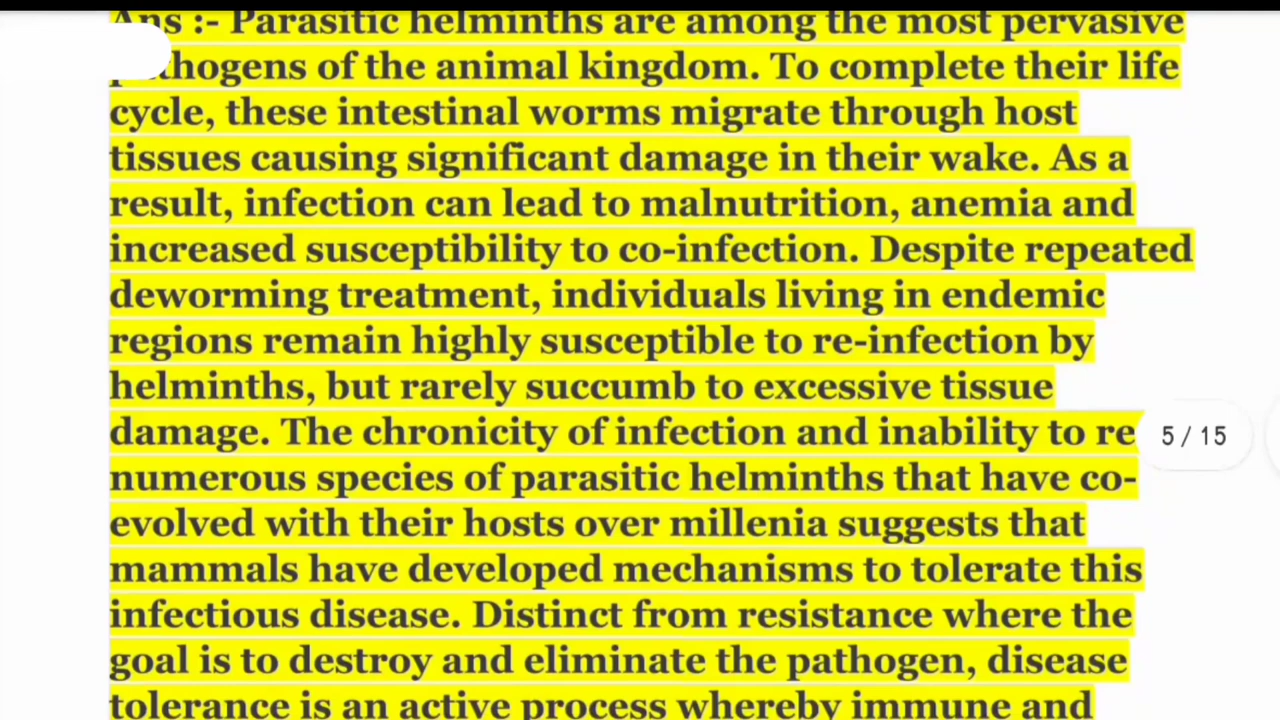 Ans :- Parasitic helminths are among the most pervasive
pathogens of the animal kingdom. To complete their life
cycle, these intestinal worms migrate through host
tissues causing significant damage in their wake. As a
result, infection can lead to malnutrition, anemia and
increased susceptibility to co-infection. Despite repeated
deworming treatment, individuals living in endemic
regions remain highly susceptible to re-infection by
helminths, but rarely succumb to excessive tissue
damage. The chronicity of infection and inability to re
5 / 15
numerous species of parasitic helminths that have co-
evolved with their hosts over millenia suggests that
mammals have developed mechanisms to tolerate this
infectious disease. Distinct from resistance where the
goal is to destroy and eliminate the pathogen, disease
tolerance is an active process whereby immune and